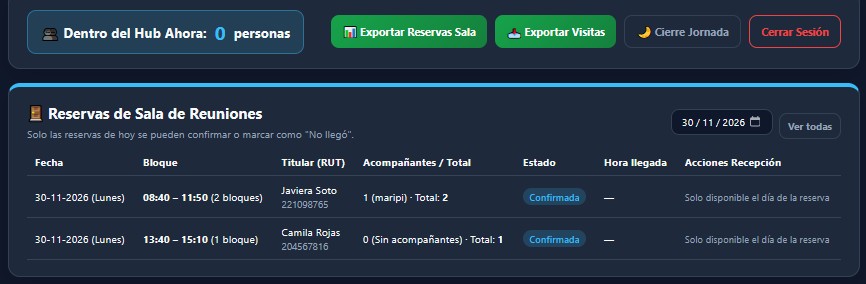 Dentro del Hub Ahora: 0 personas
Exportar Reservas Sala
Exportar Visitas
Cierre Jornada
Cerrar Sesión
Reservas de Sala de Reuniones
Solo las reservas de hoy se pueden confirmar o marcar como "No llegó".
30 / 11 / 2026
Ver todas
Fecha Bloque Titular (RUT) Acompañantes / Total Estado Hora llegada Acciones Recepción
30-11-2026 (Lunes) 08:40 – 11:50 (2 bloques) Javiera Soto 1 (maripi) · Total: 2 Confirmada — Solo disponible el día de la reserva
221098765
30-11-2026 (Lunes) 13:40 – 15:10 (1 bloque) Camila Rojas 0 (Sin acompañantes) · Total: 1 Confirmada — Solo disponible el día de la reserva
204567816